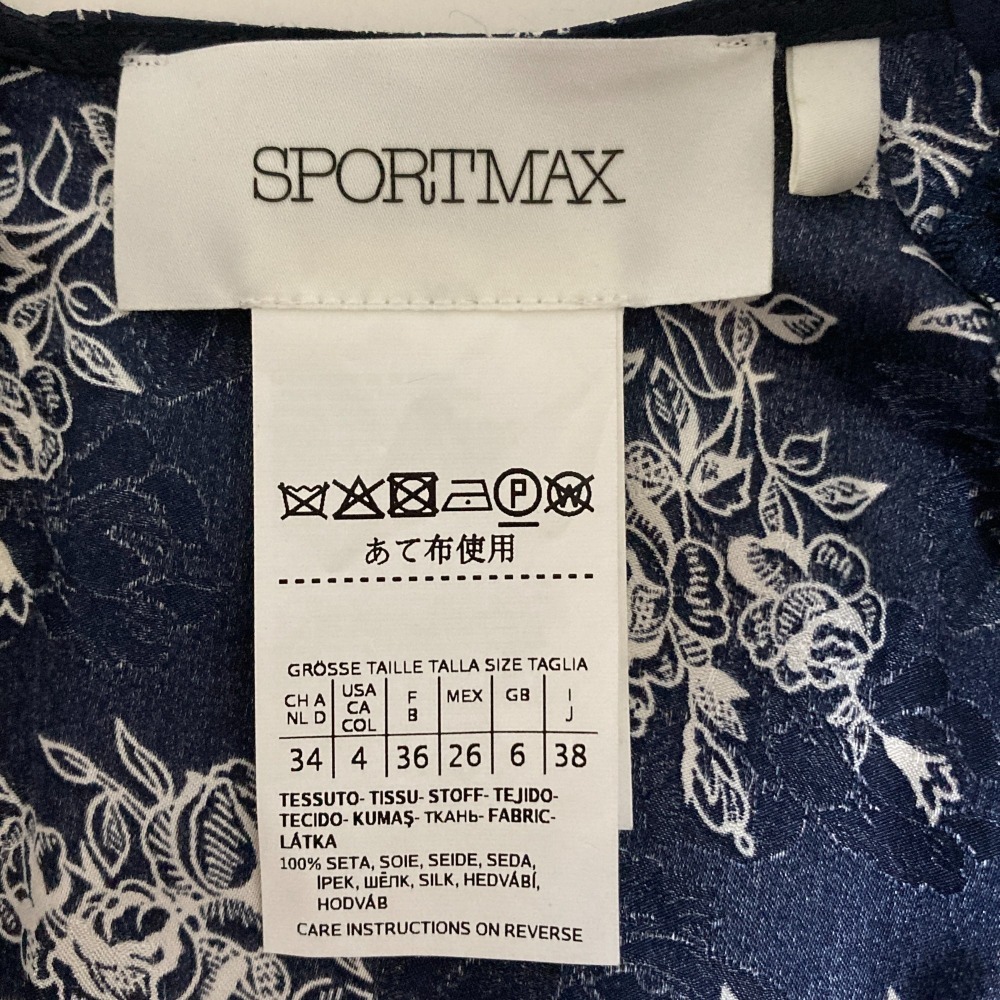 SPORTMAX
P W
あて布使用
GRÖSSE TAILLE TALLA SIZE TAGLIA
CH A NL D | USA CA COL | F B | MEX | GB | I J
34 | 4 | 36 | 26 | 6 | 38
TESSUTO- TISSU- STOFF- TEJIDO-
TECIDO- KUMAŞ- ТКАНЬ- FABRIC-
LÁTKA
100% SETA, SOIE, SEIDE, SEDA,
IPEK, ШЁЛК, SILK, HEDVÁBÍ,
HODVÁB
CARE INSTRUCTIONS ON REVERSE